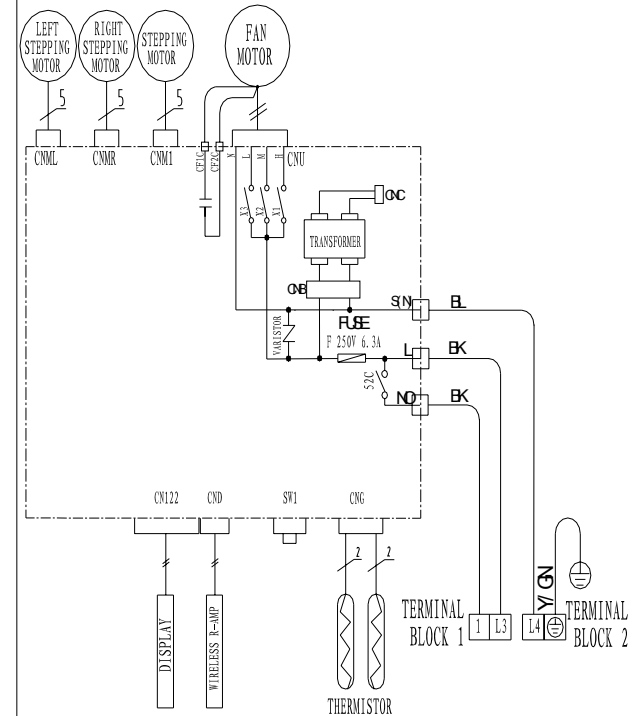 LEFT
STEPPING
MOTOR
RIGHT
STEPPING
MOTOR
STEPPING
MOTOR
FAN
MOTOR
5
5
5
CNML
CNMR
CNM1
CF1C
CF2C
N
L
M
H
CNU
X3
X2
X1
CNC
TRANSFORMER
CNB
S(N)
BL
VARISTOR
FUSE
F 250V 6.3A
L
BK
52C
NO
BK
CN122
CND
SW1
CNG
2
2
DISPLAY
WIRELESS R-AMP
THERMISTOR
Y/GN
TERMINAL
BLOCK 1
1
L3
L4
TERMINAL
BLOCK 2